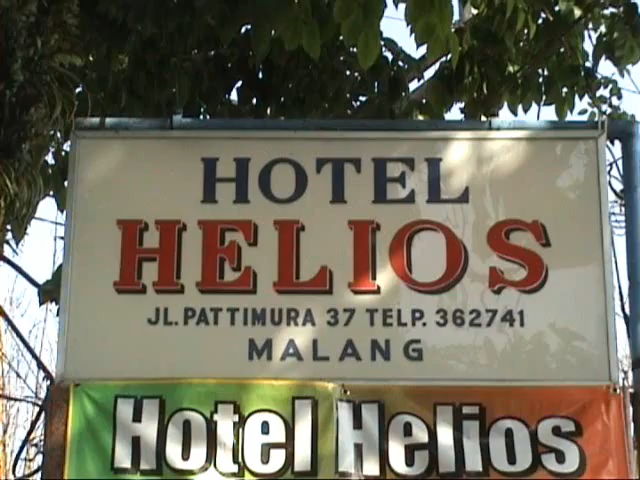 HOTEL
HELIOS
JL. PATTIMURA 37 TELP. 362741
MALANG
Hotel Helios